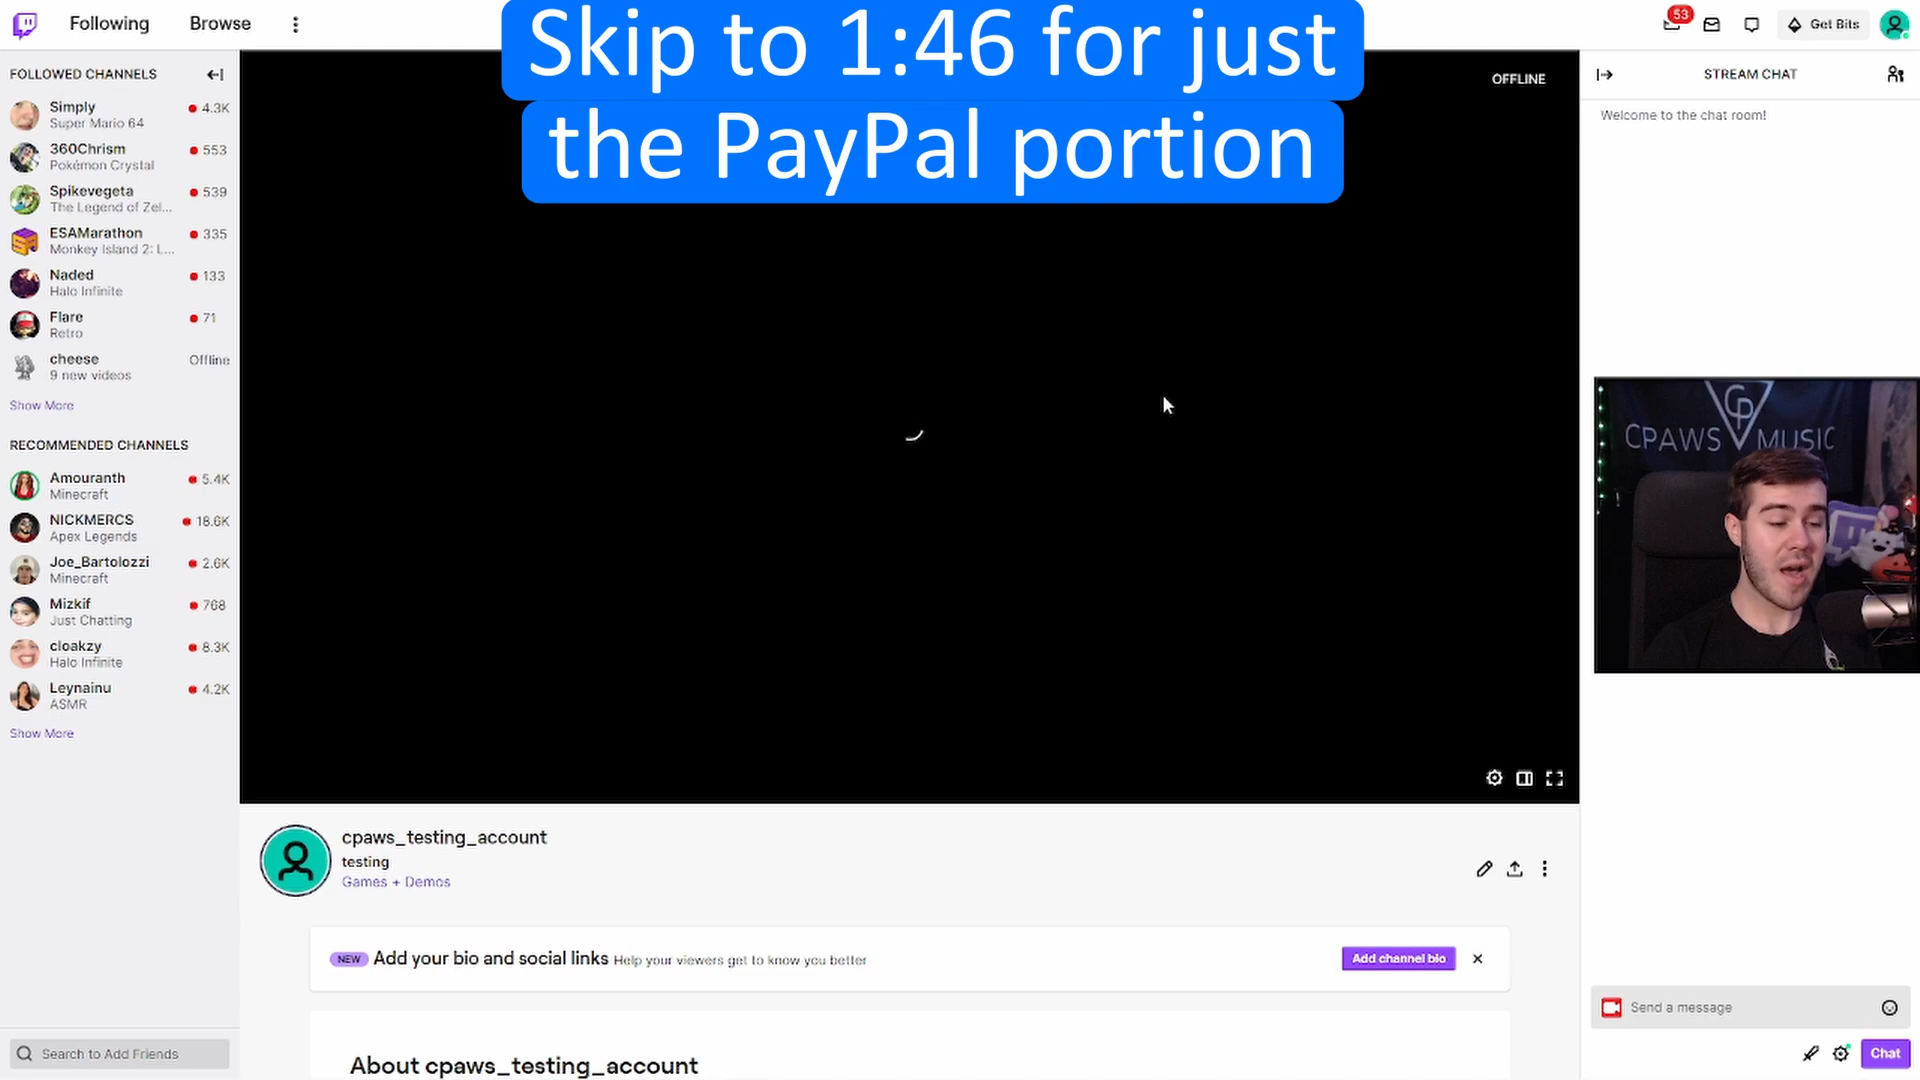 Following
Browse
Skip to 1:46 for just
the PayPal portion
53
Get Bits
FOLLOWED CHANNELS
Simply
4.3K
Super Mario 64
360Chrism
553
Pokémon Crystal
Spikevegeta
539
The Legend of Zel...
ESAMarathon
335
Monkey Island 2: L...
Naded
133
Halo Infinite
Flare
71
Retro
cheese
Offline
9 new videos
Show More
RECOMMENDED CHANNELS
Amouranth
5.4K
Minecraft
NICKMERCS
18.6K
Apex Legends
Joe_Bartolozzi
2.6K
Minecraft
Mizkif
768
Just Chatting
cloakzy
8.3K
Halo Infinite
Leynainu
4.2K
ASMR
Show More
Search to Add Friends
OFFLINE
cpaws_testing_account
testing
Games + Demos
NEW Add your bio and social links Help your viewers get to know you better
Add channel bio
About cpaws_testing_account
STREAM CHAT
Welcome to the chat room!
CP
CPAWS MUSIC
Send a message
Chat